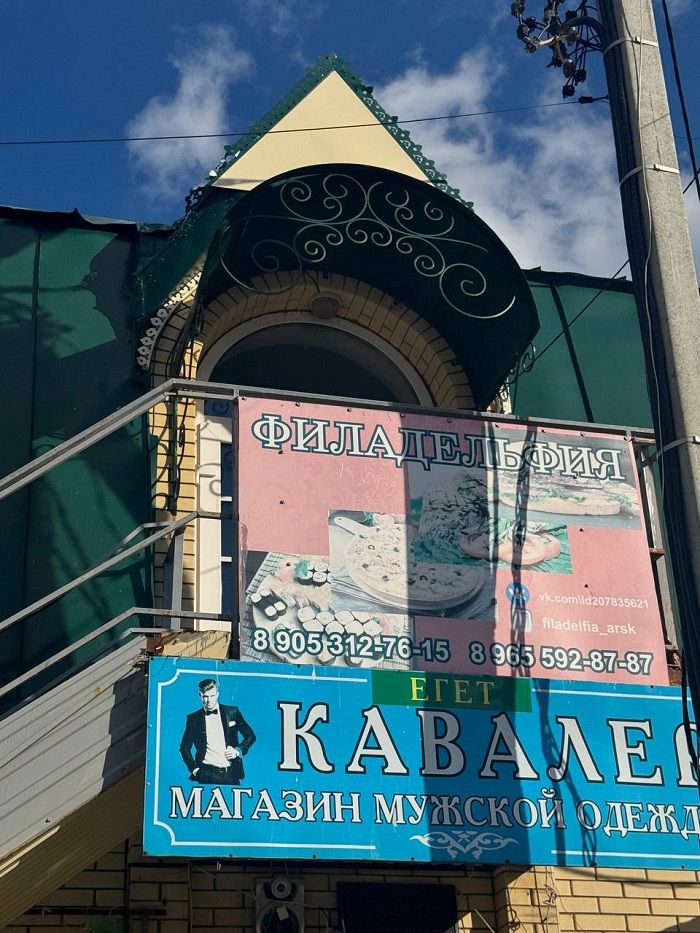 ФИЛАДЕЛЬФИЯ
vk.com\id207835621
filadelfia_arsk
8 905 312-76-15 8 965 592-87-87
ЕГЕТ
КАВАЛЕ
МАГАЗИН МУЖСКОЙ ОДЕЖД